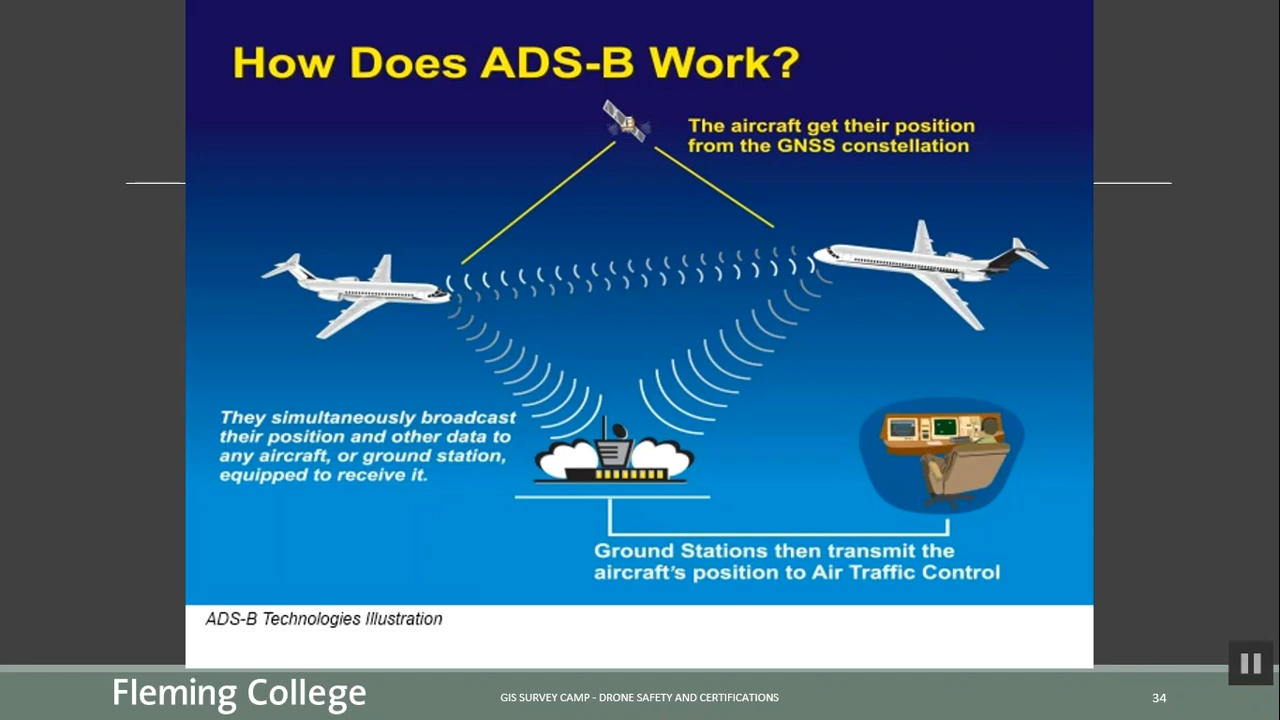 How Does ADS-B Work?
The aircraft get their position
from the GNSS constellation
They simultaneously broadcast
their position and other data to
any aircraft, or ground station,
equipped to receive it.
Ground Stations then transmit the
aircraft's position to Air Traffic Control
ADS-B Technologies Illustration
Fleming College
GIS SURVEY CAMP - DRONE SAFETY AND CERTIFICATIONS
34